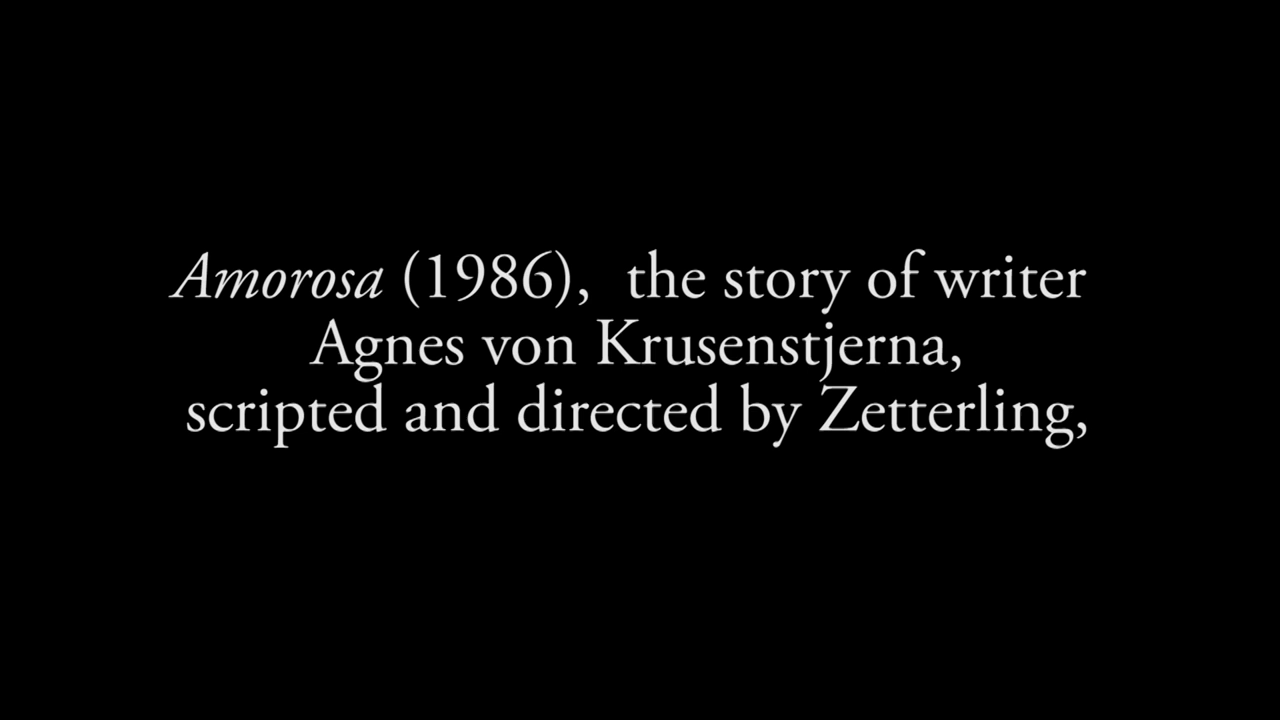 Amorosa (1986),  the story of writer
Agnes von Krusenstjerna,
scripted and directed by Zetterling,